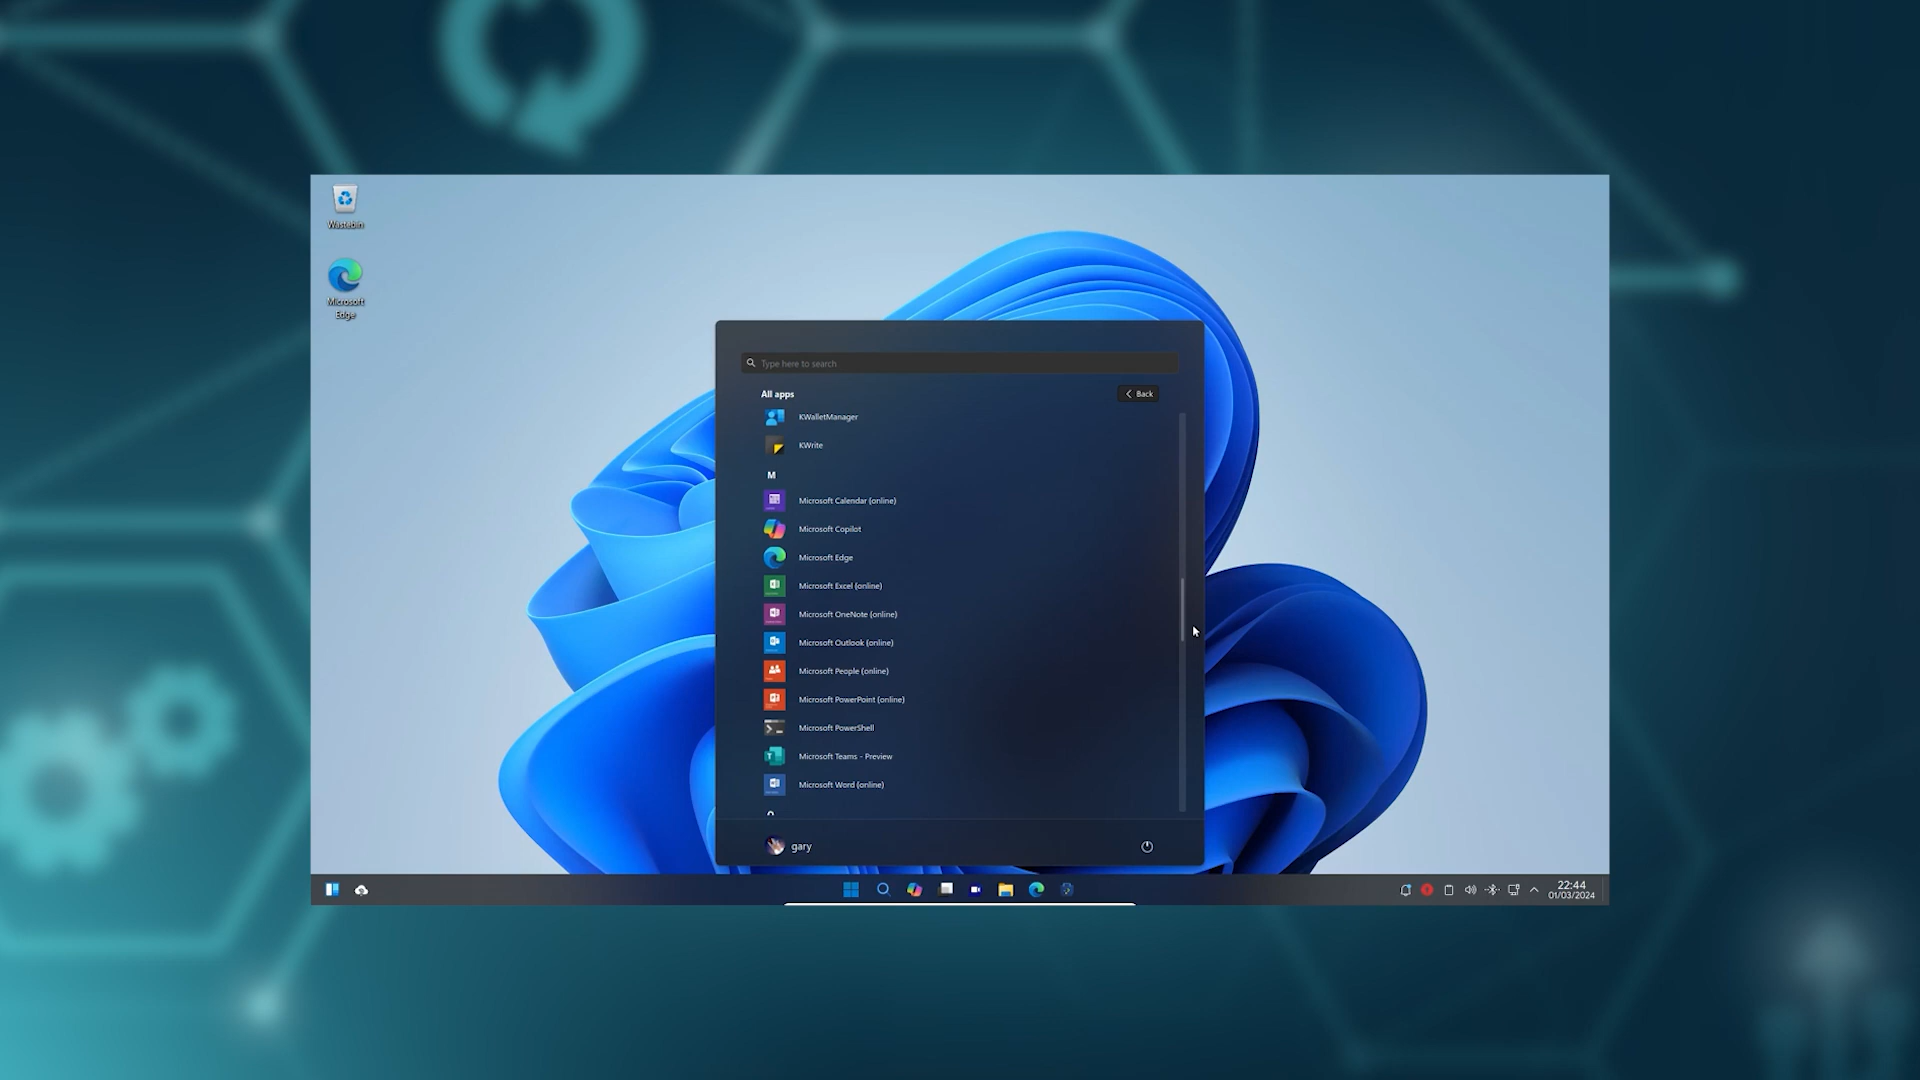 Wastebin
Microsoft
Edge
Type here to search
All apps
Back
KWalletManager
KWrite
M
Microsoft Calendar (online)
Microsoft Copilot
Microsoft Edge
Microsoft Excel (online)
Microsoft OneNote (online)
Microsoft Outlook (online)
Microsoft People (online)
Microsoft PowerPoint (online)
Microsoft PowerShell
Microsoft Teams - Preview
Microsoft Word (online)
gary
22:44
01/03/2024